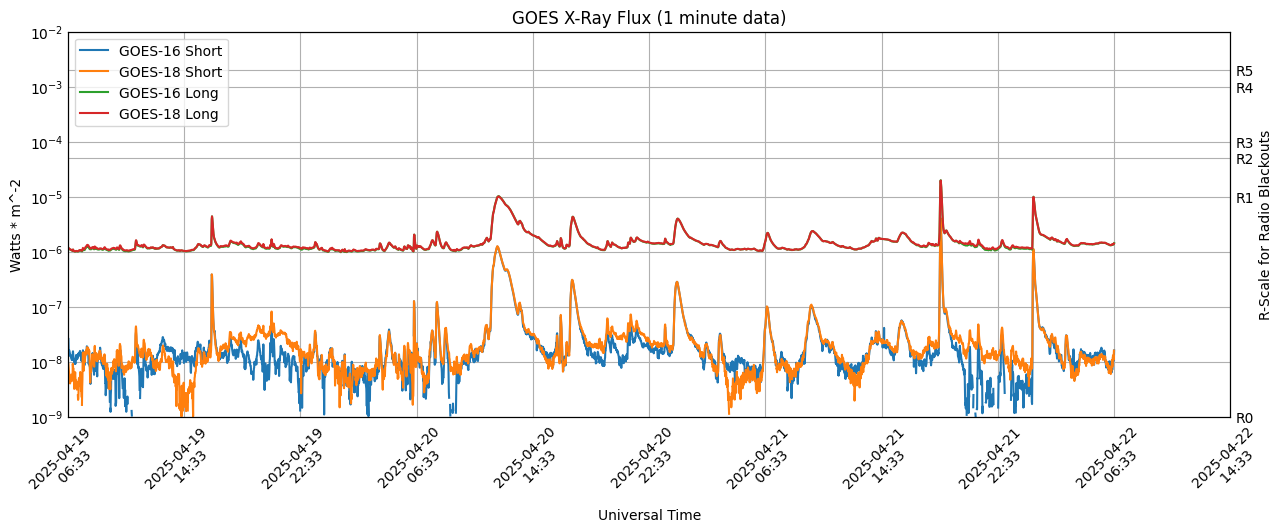 GOES X-Ray Flux (1 minute data)
GOES-16 Short
GOES-18 Short
GOES-16 Long
GOES-18 Long
10^-2
10^-3
10^-4
10^-5
10^-6
10^-7
10^-8
10^-9
Watts * m^-2
R5
R4
R3
R2
R1
R0
R-Scale for Radio Blackouts
2025-04-19
06:33
2025-04-19
14:33
2025-04-19
22:33
2025-04-20
06:33
2025-04-20
14:33
2025-04-20
22:33
2025-04-21
06:33
2025-04-21
14:33
2025-04-21
22:33
2025-04-22
06:33
2025-04-22
14:33
Universal Time